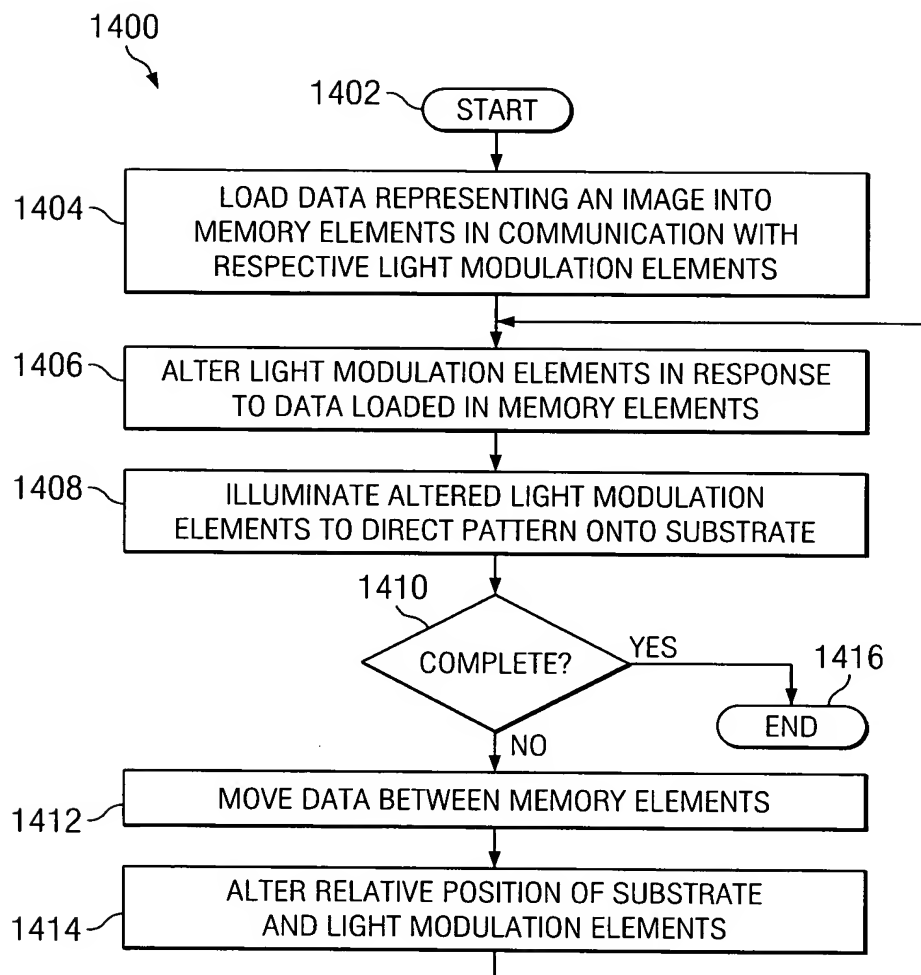 1400
1402
START
1404
LOAD DATA REPRESENTING AN IMAGE INTO
MEMORY ELEMENTS IN COMMUNICATION WITH
RESPECTIVE LIGHT MODULATION ELEMENTS
1406
ALTER LIGHT MODULATION ELEMENTS IN RESPONSE
TO DATA LOADED IN MEMORY ELEMENTS
1408
ILLUMINATE ALTERED LIGHT MODULATION
ELEMENTS TO DIRECT PATTERN ONTO SUBSTRATE
1410
COMPLETE?
YES
1416
END
NO
1412
MOVE DATA BETWEEN MEMORY ELEMENTS
1414
ALTER RELATIVE POSITION OF SUBSTRATE
AND LIGHT MODULATION ELEMENTS